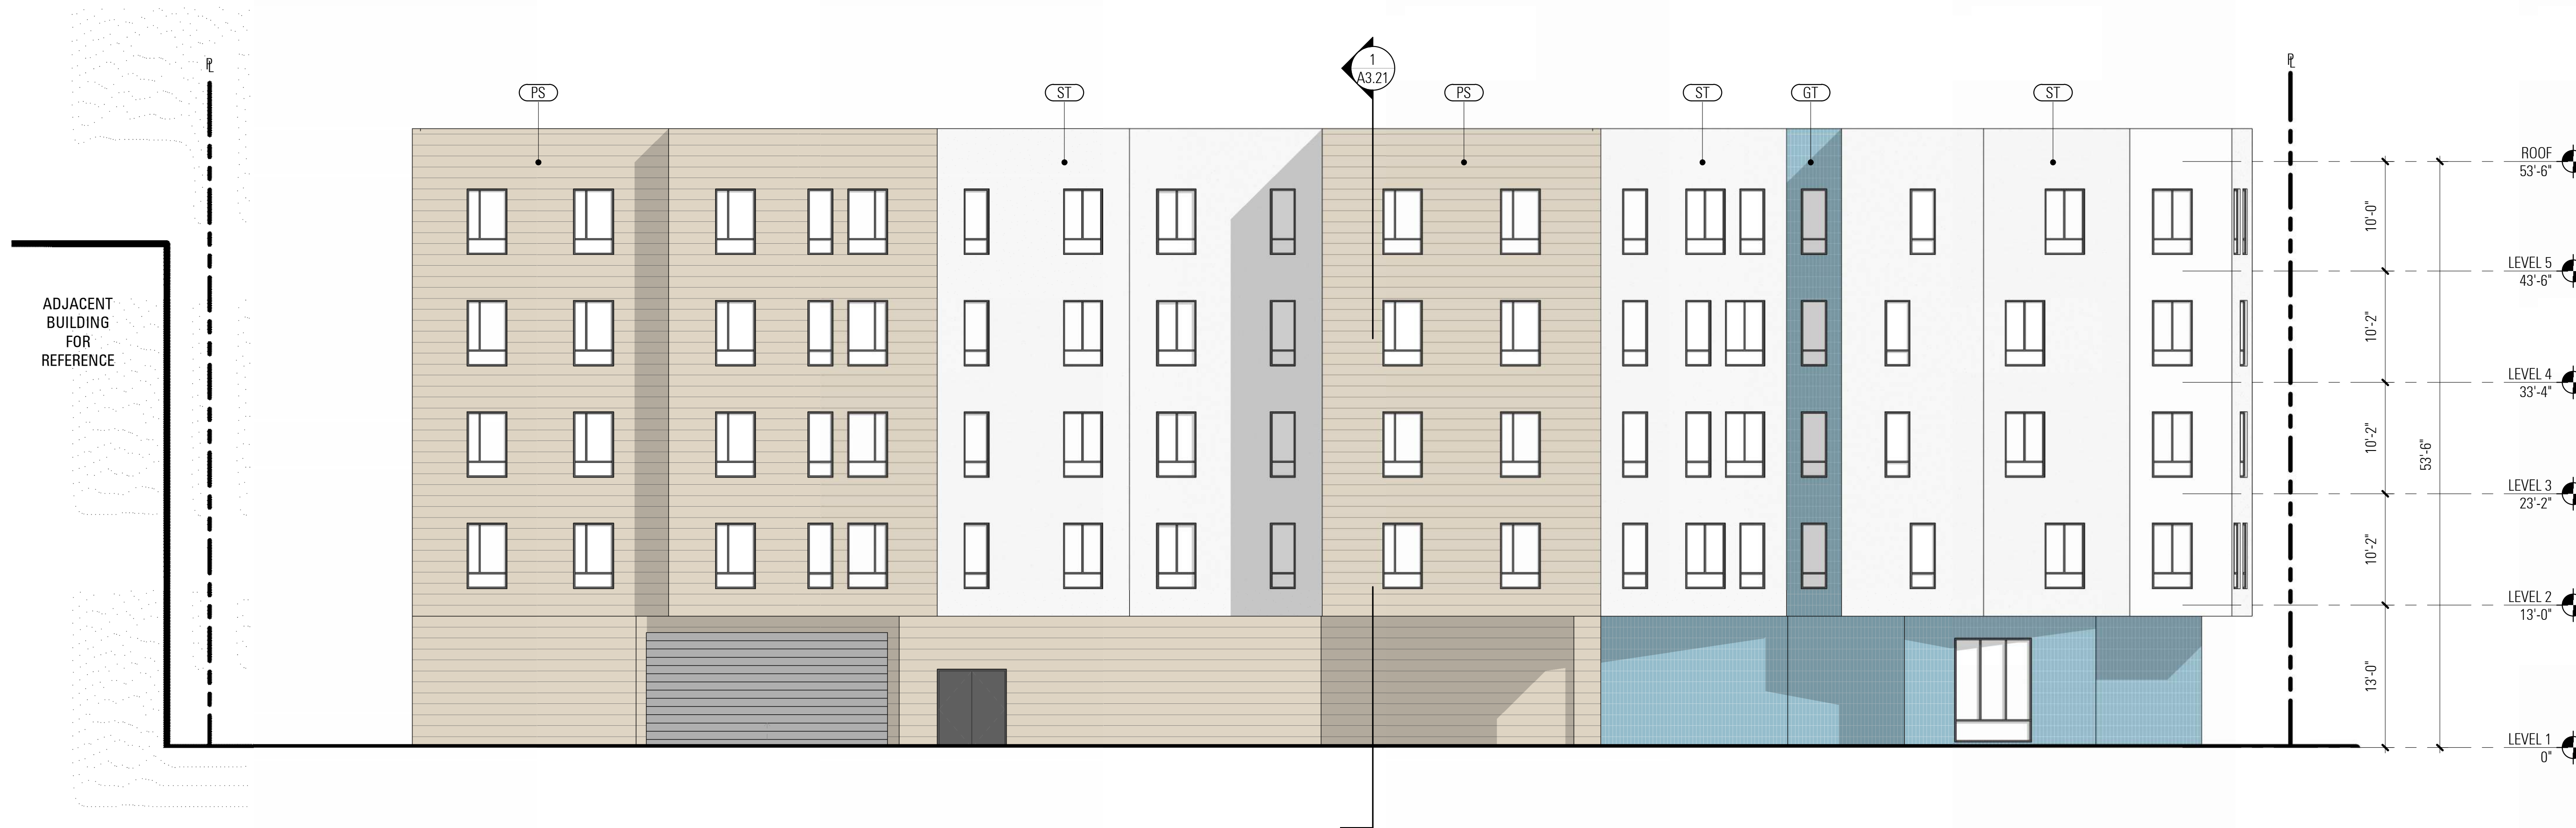 PL
PL
1
A3.21
PS
ST
PS
ST
GT
ST
ROOF
53'-6"
10'-0"
LEVEL 5
43'-6"
ADJACENT
BUILDING
FOR
REFERENCE
10'-2"
LEVEL 4
33'-4"
10'-2"
53'-6"
LEVEL 3
23'-2"
10'-2"
LEVEL 2
13'-0"
13'-0"
LEVEL 1
0"